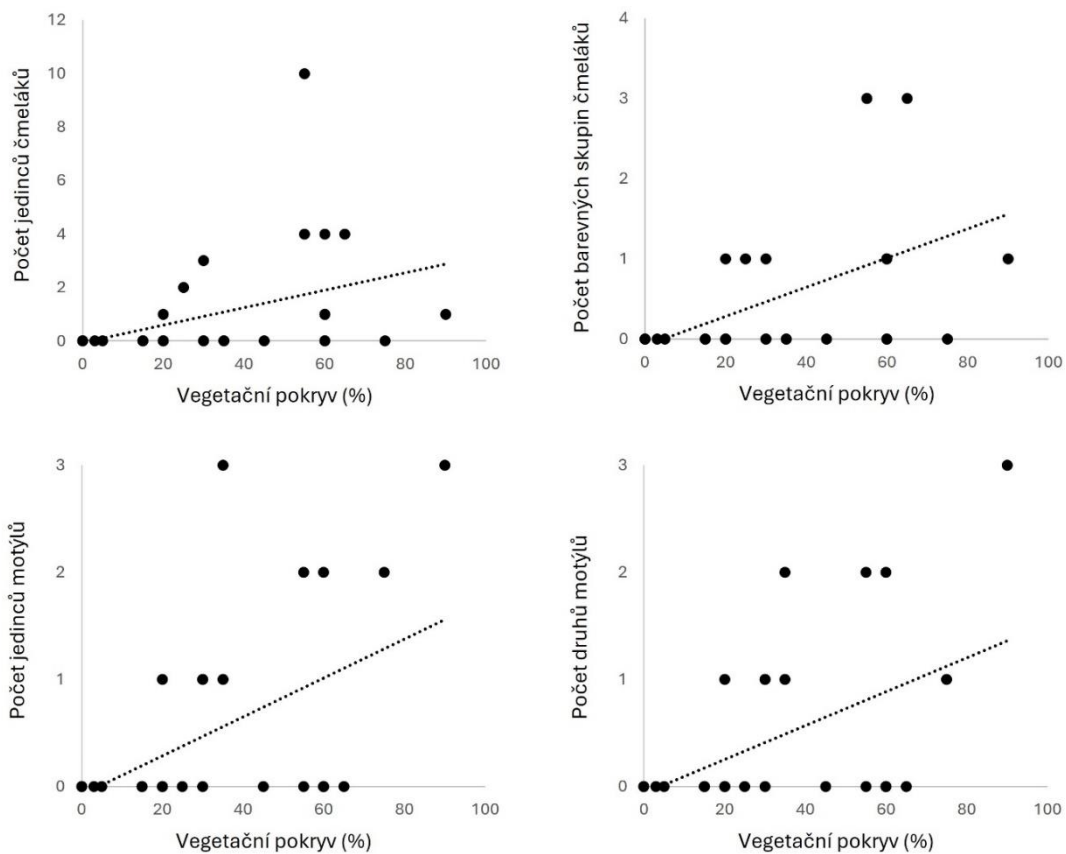 Počet jedinců čmeláků
12
10
8
6
4
2
0
0 20 40 60 80 100
Vegetační pokryv (%)
Počet barevných skupin čmeláků
4
3
2
1
0
0 20 40 60 80 100
Vegetační pokryv (%)
Počet jedinců motýlů
3
2
1
0
0 20 40 60 80 100
Vegetační pokryv (%)
Počet druhů motýlů
3
2
1
0
0 20 40 60 80 100
Vegetační pokryv (%)